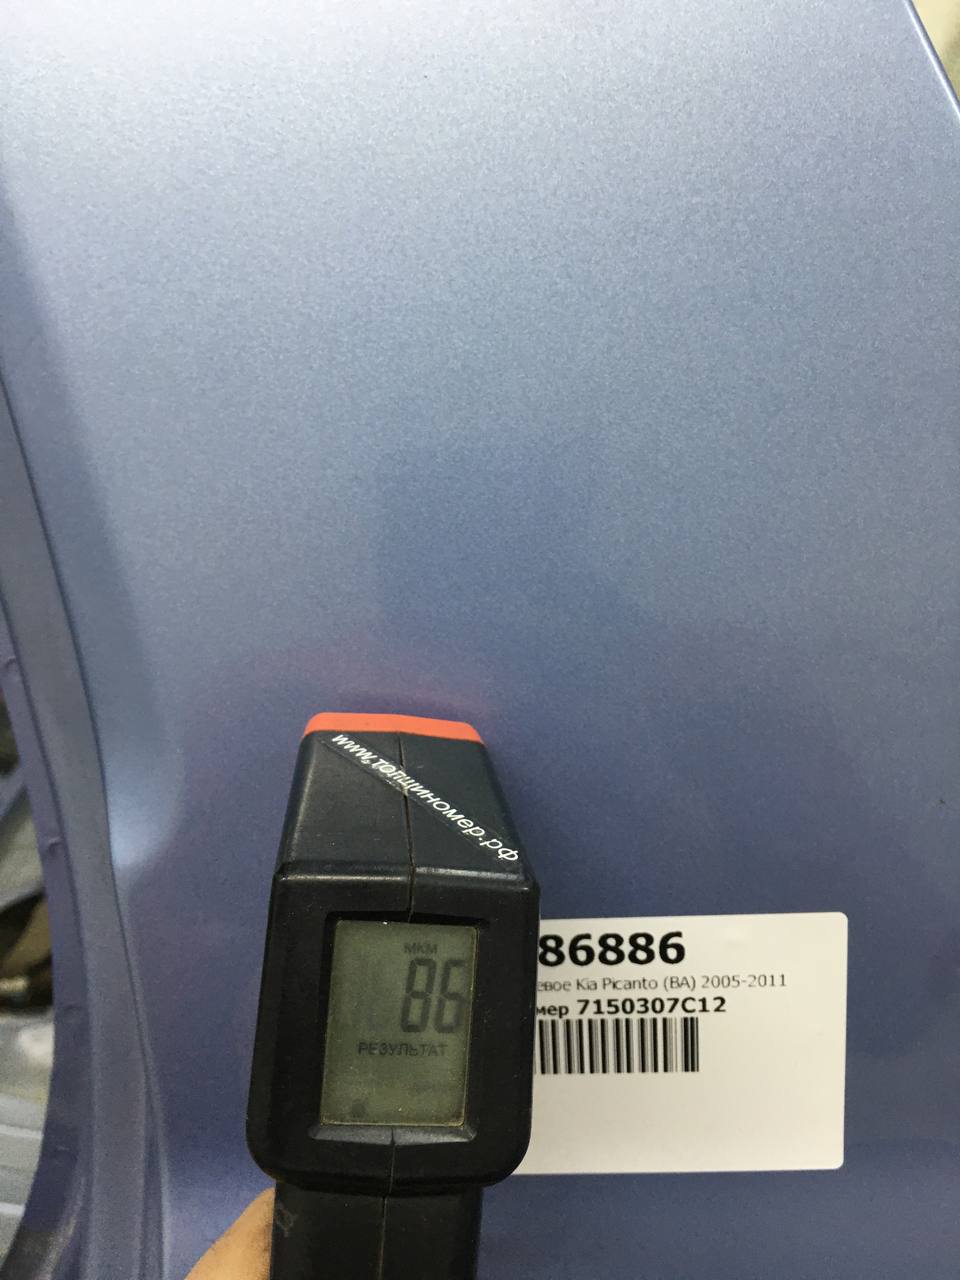 www.толщиномер.рф
мкм
86
РЕЗУЛЬТАТ
86886
евое Kia Picanto (BA) 2005-2011
мер 7150307C12